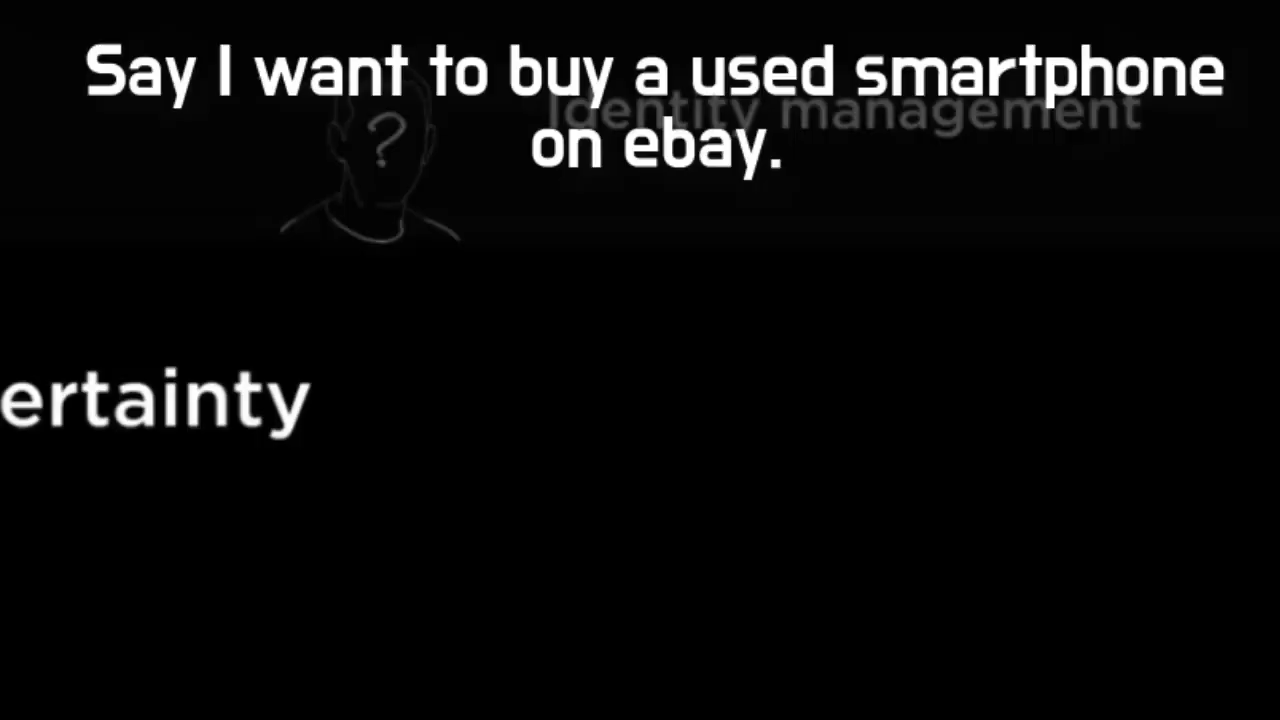 Say I want to buy a used smartphone
on ebay.
Identity management
?
ertainty